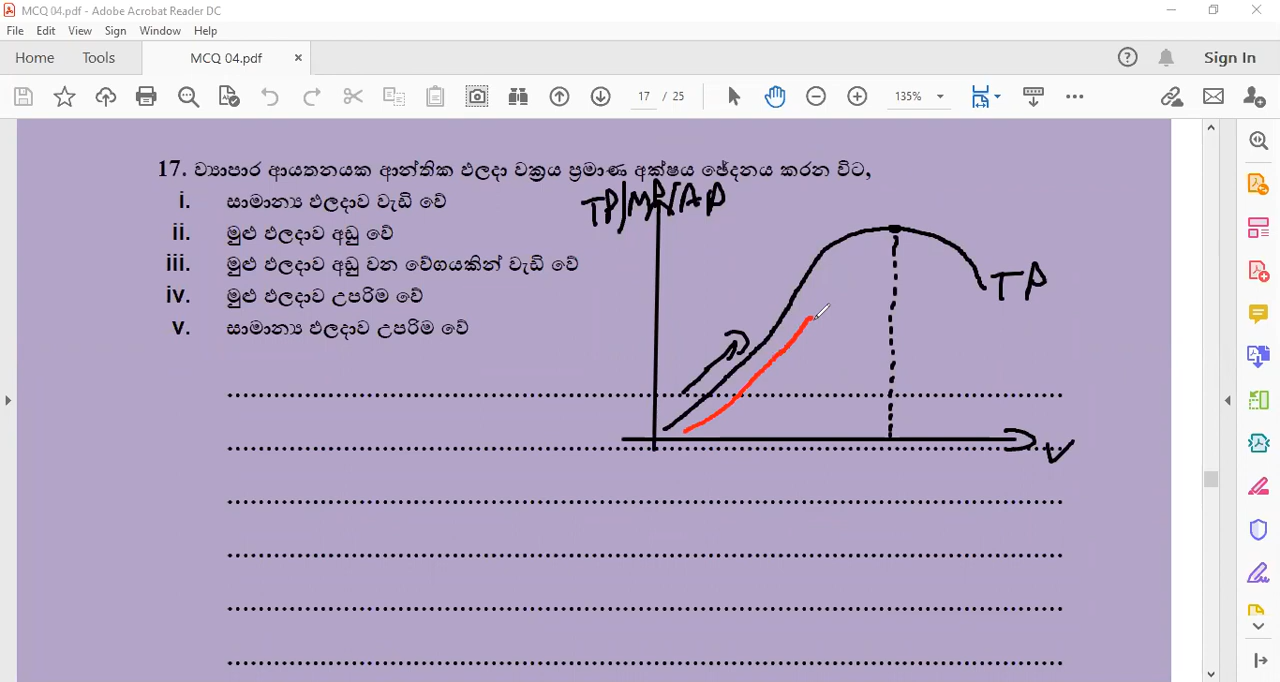 MCQ 04.pdf - Adobe Acrobat Reader DC
File Edit View Sign Window Help
Home Tools MCQ 04.pdf × Sign In
17 / 25 135%
17. ව්‍යාපාර ආයතනයක ආන්තික ඵලදා වක්‍රය ප්‍රමාණ අක්ෂය ඡේදනය කරන විට,
TP/MP/AP
i. සාමාන්‍ය ඵලදාව වැඩි වේ
ii. මුළු ඵලදාව අඩු වේ
iii. මුළු ඵලදාව අඩු වන වේගයකින් වැඩි වේ
TP
iv. මුළු ඵලදාව උපරිම වේ
v. සාමාන්‍ය ඵලදාව උපරිම වේ
V